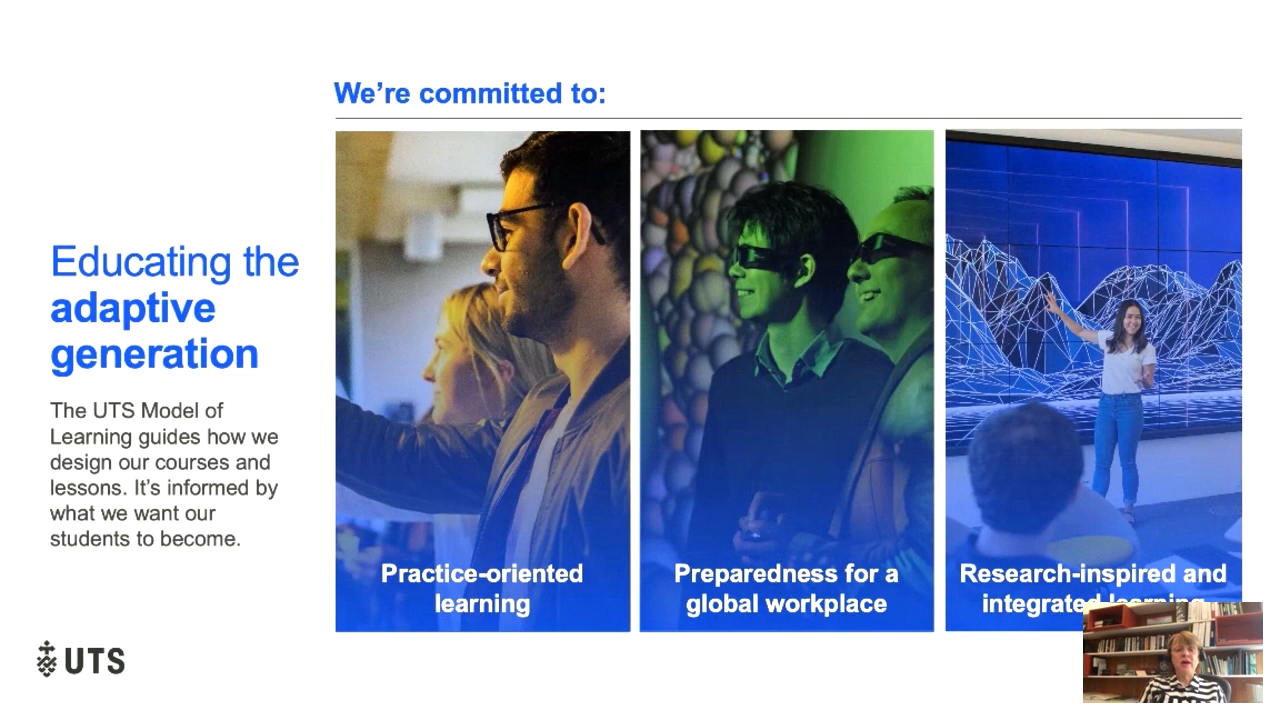 We're committed to:
Educating the
adaptive
generation
The UTS Model of
Learning guides how we
design our courses and
lessons. It's informed by
what we want our
students to become.
Practice-oriented
learning
Preparedness for a
global workplace
Research-inspired and
integrated learning
UTS